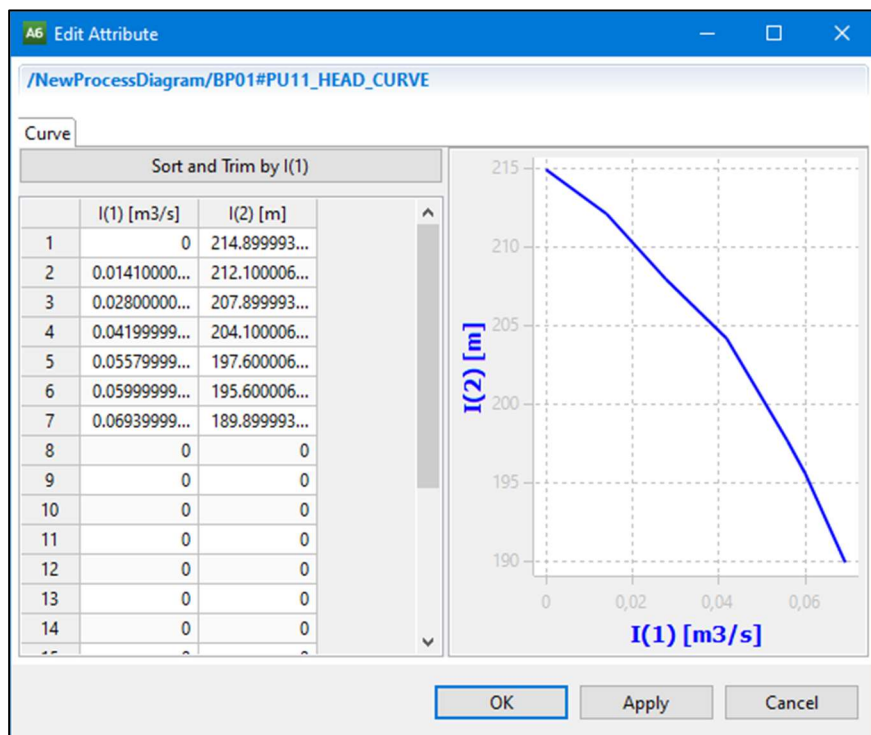 A6 Edit Attribute
/NewProcessDiagram/BP01#PU11_HEAD_CURVE
Curve
Sort and Trim by I(1)
I(1) [m3/s] I(2) [m]
1 0 214.899993...
2 0.01410000... 212.100006...
3 0.02800000... 207.899993...
4 0.04199999... 204.100006...
5 0.05579999... 197.600006...
6 0.05999999... 195.600006...
7 0.06939999... 189.899993...
8 0 0
9 0 0
10 0 0
11 0 0
12 0 0
13 0 0
14 0 0
215
210
205
200
195
190
I(2) [m]
0 0,02 0,04 0,06
I(1) [m3/s]
OK Apply Cancel